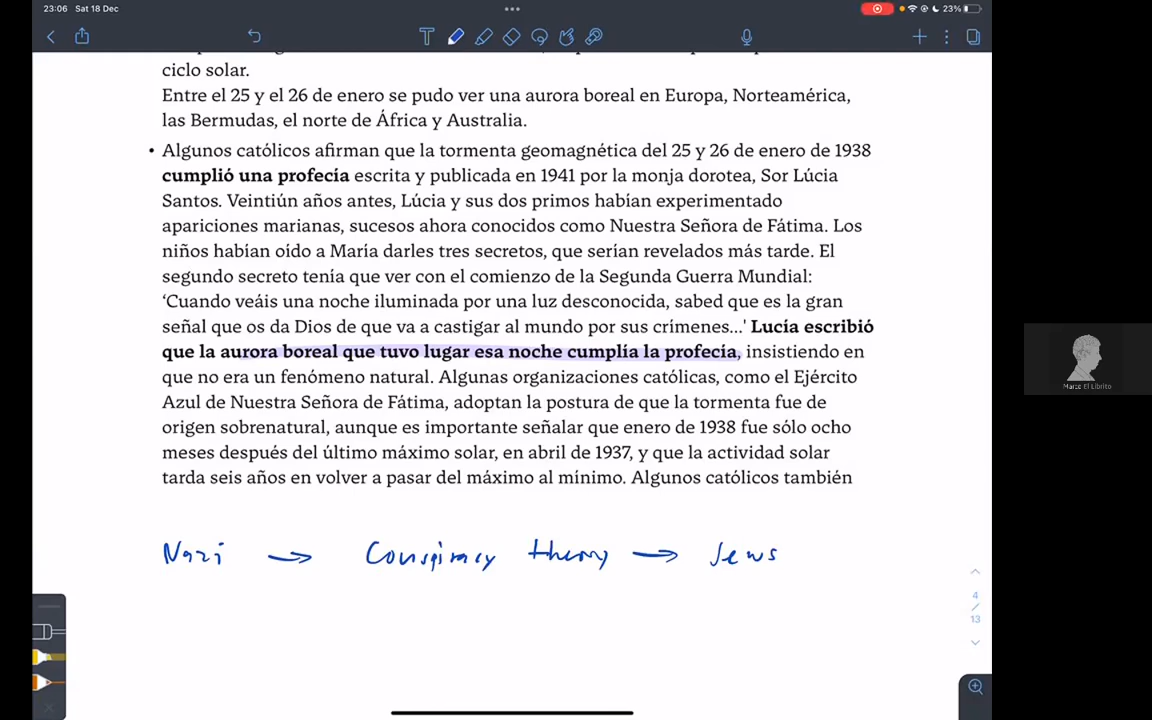 23:06 Sat 18 Dec
23%
ciclo solar.
Entre el 25 y el 26 de enero se pudo ver una aurora boreal en Europa, Norteamérica,
las Bermudas, el norte de África y Australia.
• Algunos católicos afirman que la tormenta geomagnética del 25 y 26 de enero de 1938
cumplió una profecía escrita y publicada en 1941 por la monja dorotea, Sor Lúcia
Santos. Veintiún años antes, Lúcia y sus dos primos habían experimentado
apariciones marianas, sucesos ahora conocidos como Nuestra Señora de Fátima. Los
niños habían oído a María darles tres secretos, que serían revelados más tarde. El
segundo secreto tenía que ver con el comienzo de la Segunda Guerra Mundial:
‘Cuando veáis una noche iluminada por una luz desconocida, sabed que es la gran
señal que os da Dios de que va a castigar al mundo por sus crímenes...' Lucía escribió
que la aurora boreal que tuvo lugar esa noche cumplía la profecía, insistiendo en
que no era un fenómeno natural. Algunas organizaciones católicas, como el Ejército
Azul de Nuestra Señora de Fátima, adoptan la postura de que la tormenta fue de
origen sobrenatural, aunque es importante señalar que enero de 1938 fue sólo ocho
meses después del último máximo solar, en abril de 1937, y que la actividad solar
tarda seis años en volver a pasar del máximo al mínimo. Algunos católicos también
Nazi → Conspiracy theory → Jews
4
/
13
Marco El Librito